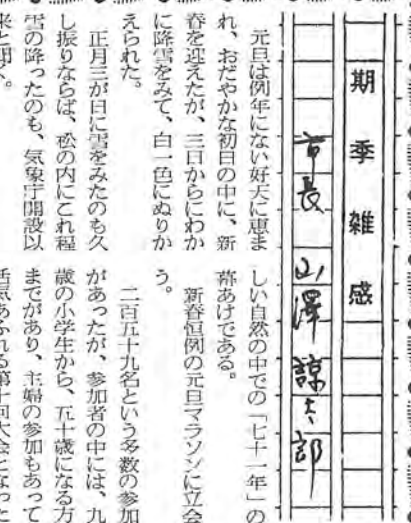 期季雑感
市長 山澤諒太郎
元旦は例年にない好天に恵ま
れ、おだやかな初日の中に、新
春を迎えたが、三日からにわか
に降雪をみて、白一色にぬりか
えられた。
正月三が日に雪をみたのも久
し振りならば、松の内にこれ程
雪の降ったのも、気象庁開設以
来と聞く。
しい自然の中での「七十一年」の
幕あけである。
新春恒例の元旦マラソンに立会
う。
二百五十九名という多数の参加
があったが、参加者の中には、九
歳の小学生から、五十歳になる方
までがあり、主婦の参加もあって
活気あふれる第十回大会となった